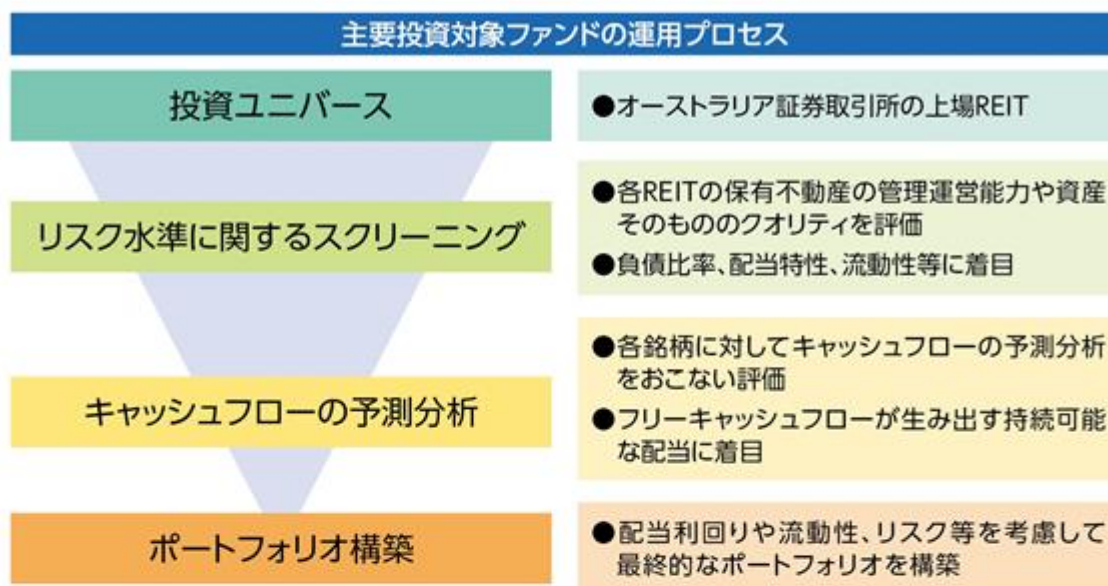 主要投資対象ファンドの運用プロセス
投資ユニバース
●オーストラリア証券取引所の上場REIT
リスク水準に関するスクリーニング
●各REITの保有不動産の管理運営能力や資産
そのもののクオリティを評価
●負債比率、配当特性、流動性等に着目
キャッシュフローの予測分析
●各銘柄に対してキャッシュフローの予測分析
をおこない評価
●フリーキャッシュフローが生み出す持続可能
な配当に着目
ポートフォリオ構築
●配当利回りや流動性、リスク等を考慮して
最終的なポートフォリオを構築